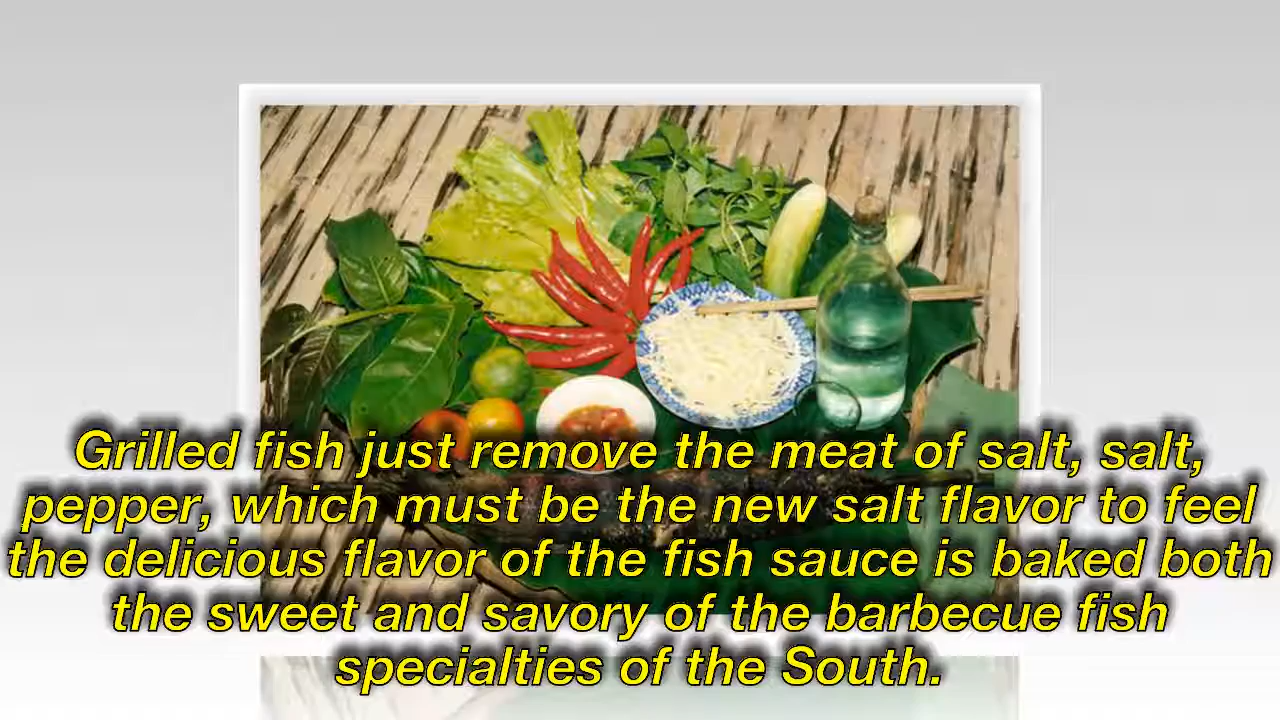 Grilled fish just remove the meat of salt, salt,
pepper, which must be the new salt flavor to feel
the delicious flavor of the fish sauce is baked both
the sweet and savory of the barbecue fish
specialties of the South.